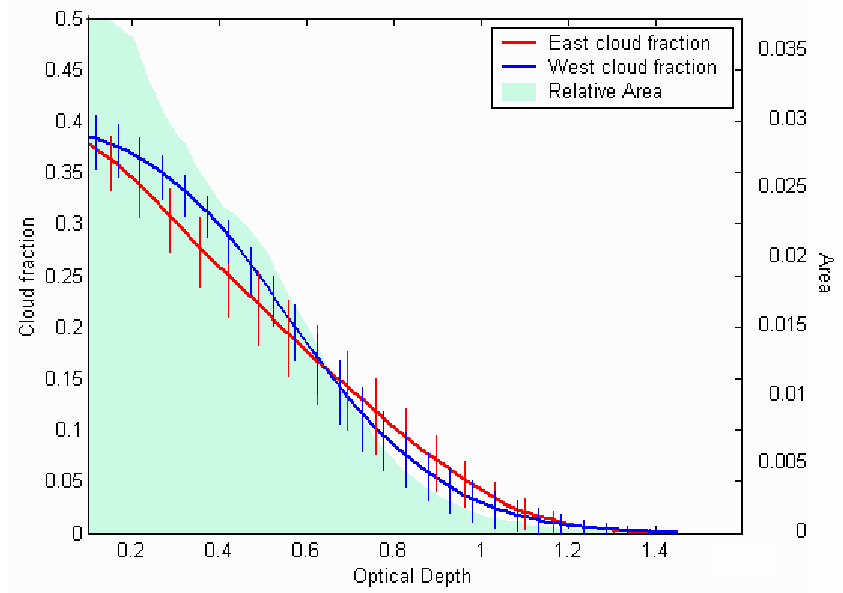 0.5
0.45
0.4
0.35
0.3
0.25
0.2
0.15
0.1
0.05
0
Cloud fraction
East cloud fraction
West cloud fraction
Relative Area
0.035
0.03
0.025
0.02
0.015
0.01
0.005
0
Area
0.2 0.4 0.6 0.8 1 1.2 1.4
Optical Depth